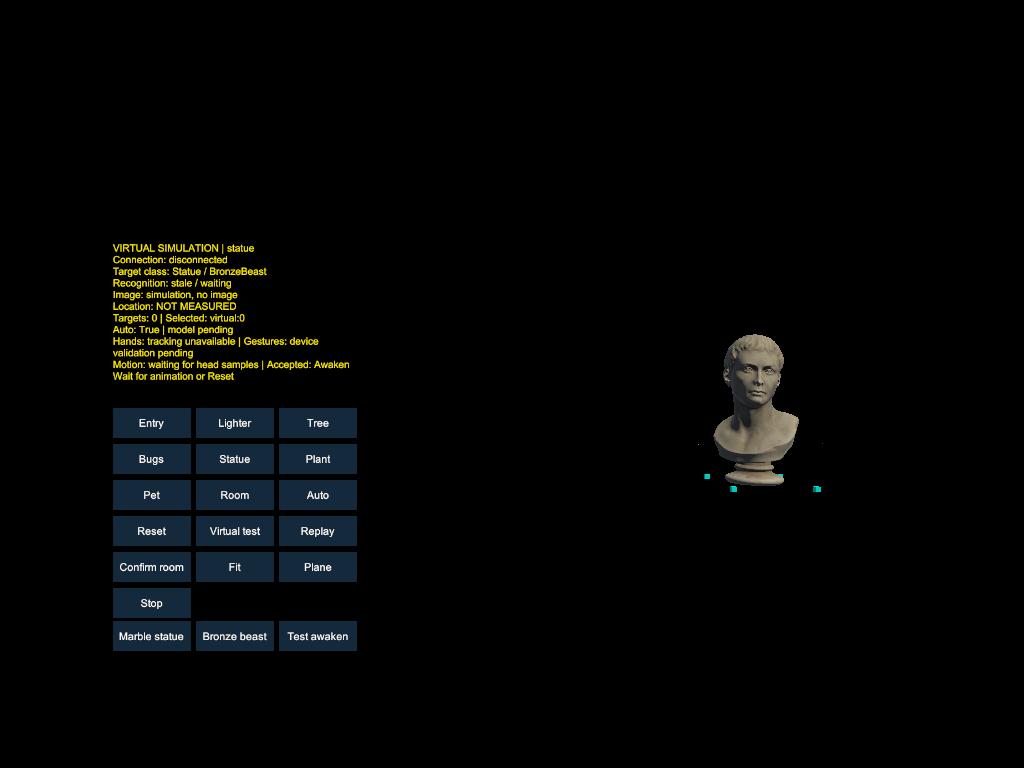 VIRTUAL SIMULATION | statue
Connection: disconnected
Target class: Statue / BronzeBeast
Recognition: stale / waiting
Image: simulation, no image
Location: NOT MEASURED
Targets: 0 | Selected: virtual:0
Auto: True | model pending
Hands: tracking unavailable | Gestures: device
validation pending
Motion: waiting for head samples | Accepted: Awaken
Wait for animation or Reset
Entry Lighter Tree
Bugs Statue Plant
Pet Room Auto
Reset Virtual test Replay
Confirm room Fit Plane
Stop
Marble statue Bronze beast Test awaken